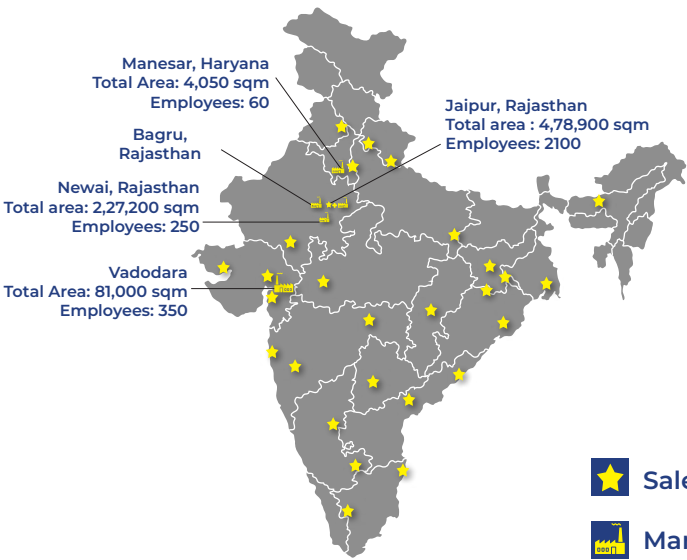 Manesar, Haryana
Total Area: 4,050 sqm
Employees: 60
Bagru,
Rajasthan
Newai, Rajasthan
Total area: 2,27,200 sqm
Employees: 250
Vadodara
Total Area: 81,000 sqm
Employees: 350
Jaipur, Rajasthan
Total area : 4,78,900 sqm
Employees: 2100
Sale
Man